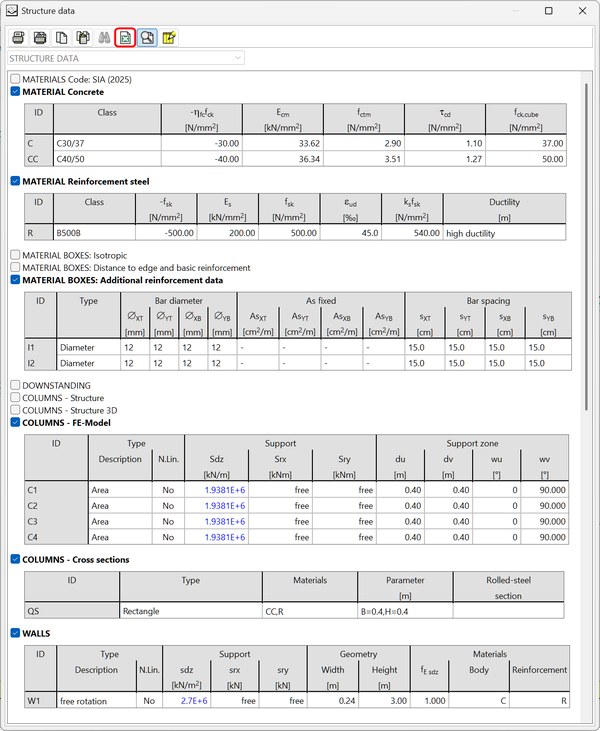 Structure data
STRUCTURE DATA
MATERIALS Code: SIA (2025)
MATERIAL Concrete
ID Class -ηfcfck Ecm fctm τcd fck,cube
[N/mm²] [kN/mm²] [N/mm²] [N/mm²] [N/mm²]
C C30/37 -30.00 33.62 2.90 1.10 37.00
CC C40/50 -40.00 36.34 3.51 1.27 50.00
MATERIAL Reinforcement steel
ID Class -fsk Es fsk εud ksfsk Ductility
[N/mm²] [kN/mm²] [N/mm²] [‰] [N/mm²] [m]
R B500B -500.00 200.00 500.00 45.0 540.00 high ductility
MATERIAL BOXES: Isotropic
MATERIAL BOXES: Distance to edge and basic reinforcement
MATERIAL BOXES: Additional reinforcement data
ID Type Bar diameter As fixed Bar spacing
∅XT ∅YT ∅XB ∅YB AsXT AsYT AsXB AsYB sXT sYT sXB sYB
[mm] [mm] [mm] [mm] [cm²/m] [cm²/m] [cm²/m] [cm²/m] [cm] [cm] [cm] [cm]
I1 Diameter 12 12 12 12 - - - - 15.0 15.0 15.0 15.0
I2 Diameter 12 12 12 12 - - - - 15.0 15.0 15.0 15.0
DOWNSTANDING
COLUMNS - Structure
COLUMNS - Structure 3D
COLUMNS - FE-Model
ID Type Support Support zone
Description N.Lin. Sdz Srx Sry du dv wu wv
[kN/m] [kNm] [kNm] [m] [m] [°] [°]
C1 Area No 1.9381E+6 free free 0.40 0.40 0 90.000
C2 Area No 1.9381E+6 free free 0.40 0.40 0 90.000
C3 Area No 1.9381E+6 free free 0.40 0.40 0 90.000
C4 Area No 1.9381E+6 free free 0.40 0.40 0 90.000
COLUMNS - Cross sections
ID Type Materials Parameter Rolled-steel
[m] section
QS Rectangle CC,R B=0.4,H=0.4
WALLS
ID Type Support Geometry Materials
Description N.Lin. sdz srx sry Width Height fE sdz Body Reinforcement
[kN/m²] [kN] [kN] [m] [m]
W1 free rotation No 2.7E+6 free free 0.24 3.00 1.000 C R